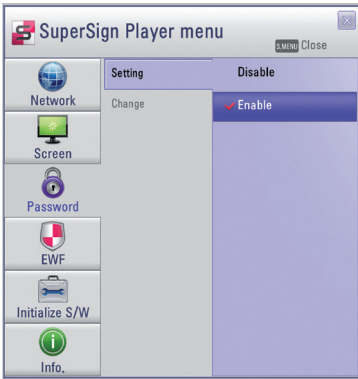 SuperSign Player menu
S.MENU Close
Network
Screen
Password
EWF
Initialize S/W
Info.
Setting
Change
Disable
Enable